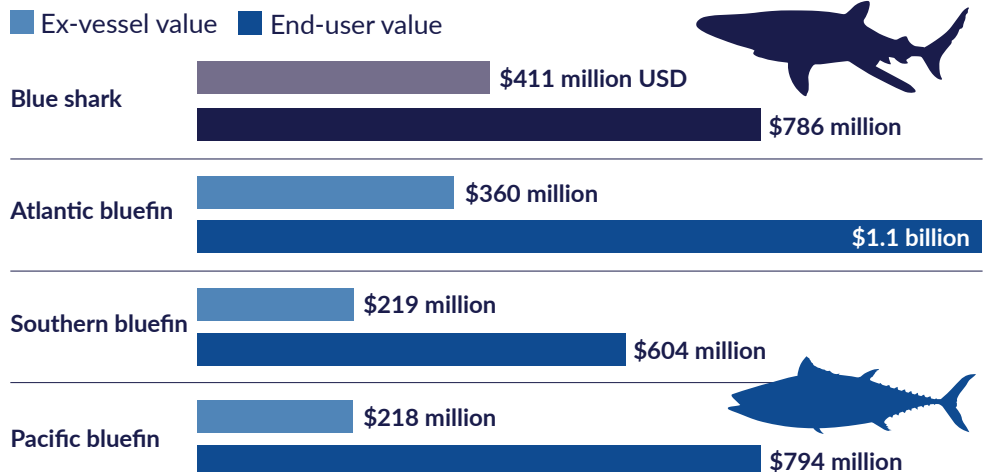 Ex-vessel value End-user value
Blue shark
$411 million USD
$786 million
Atlantic bluefin
$360 million
$1.1 billion
Southern bluefin
$219 million
$604 million
Pacific bluefin
$218 million
$794 million